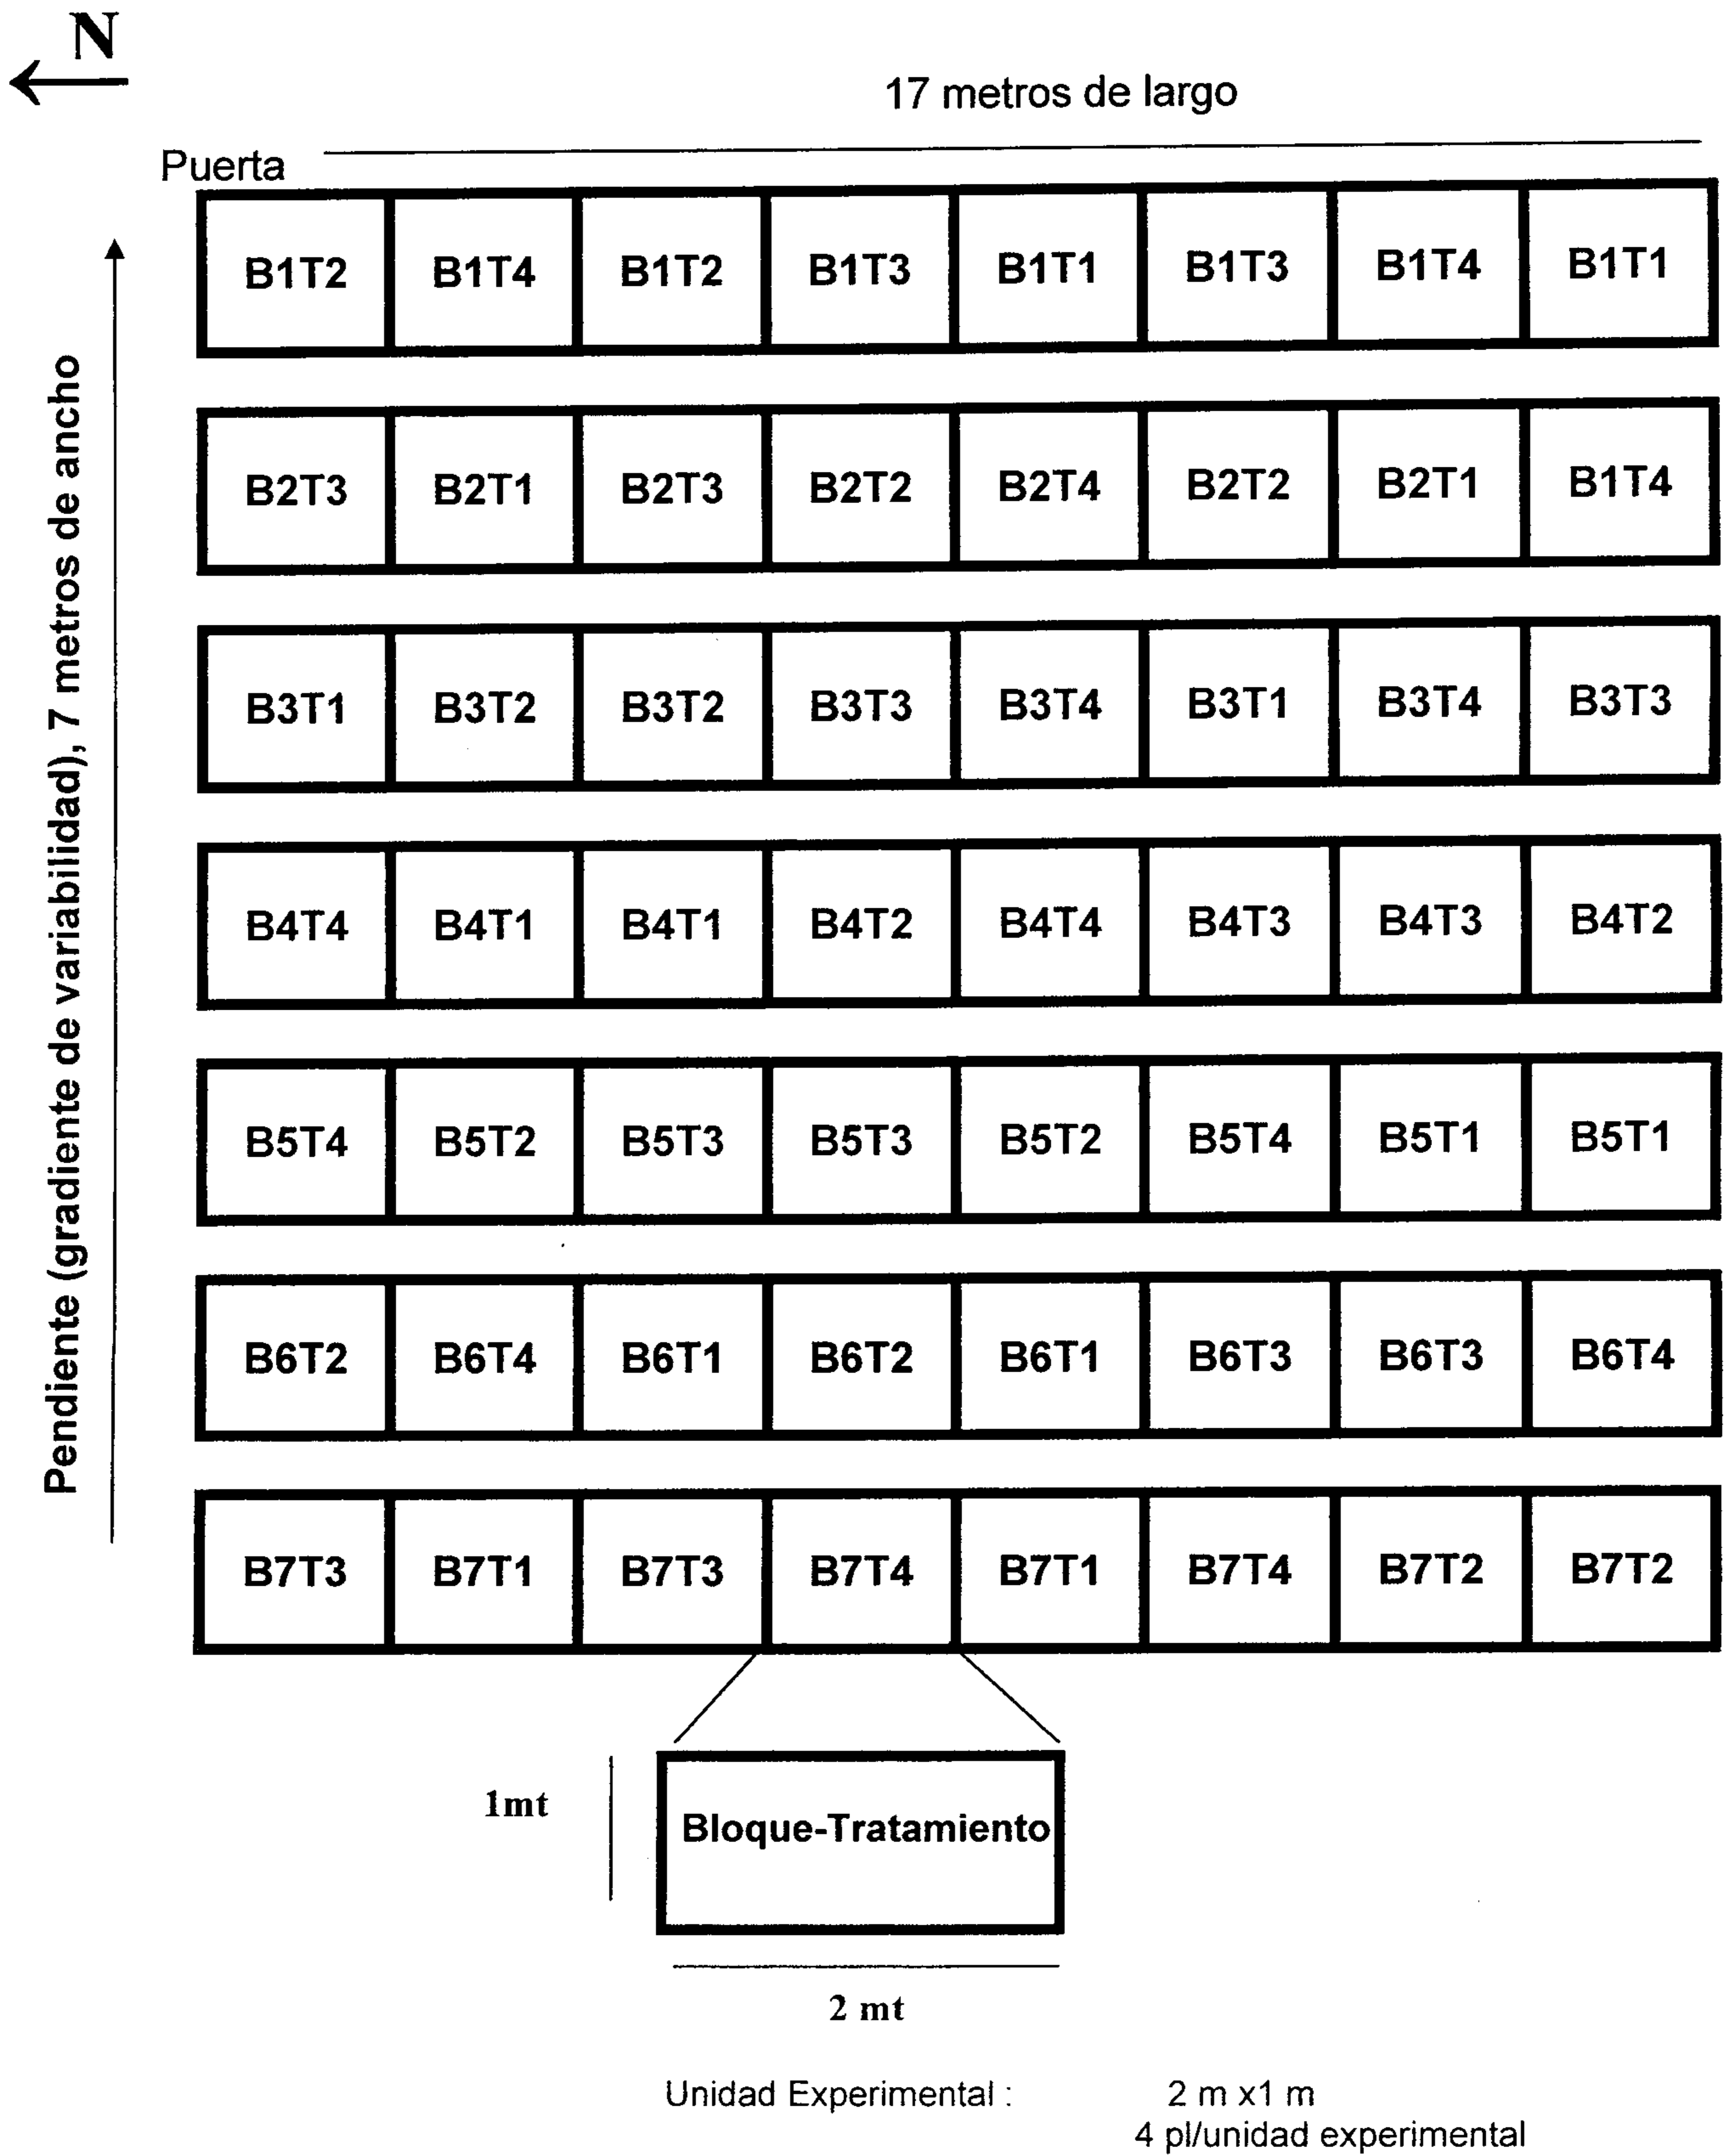 N
17 metros de largo
Puerta
Pendiente (gradiente de variabilidad), 7 metros de ancho
B1T2 B1T4 B1T2 B1T3 B1T1 B1T3 B1T4 B1T1
B2T3 B2T1 B2T3 B2T2 B2T4 B2T2 B2T1 B1T4
B3T1 B3T2 B3T2 B3T3 B3T4 B3T1 B3T4 B3T3
B4T4 B4T1 B4T1 B4T2 B4T4 B4T3 B4T3 B4T2
B5T4 B5T2 B5T3 B5T3 B5T2 B5T4 B5T1 B5T1
B6T2 B6T4 B6T1 B6T2 B6T1 B6T3 B6T3 B6T4
B7T3 B7T1 B7T3 B7T4 B7T1 B7T4 B7T2 B7T2
1mt
Bloque-Tratamiento
2 mt
Unidad Experimental : 2 m x1 m
4 pl/unidad experimental